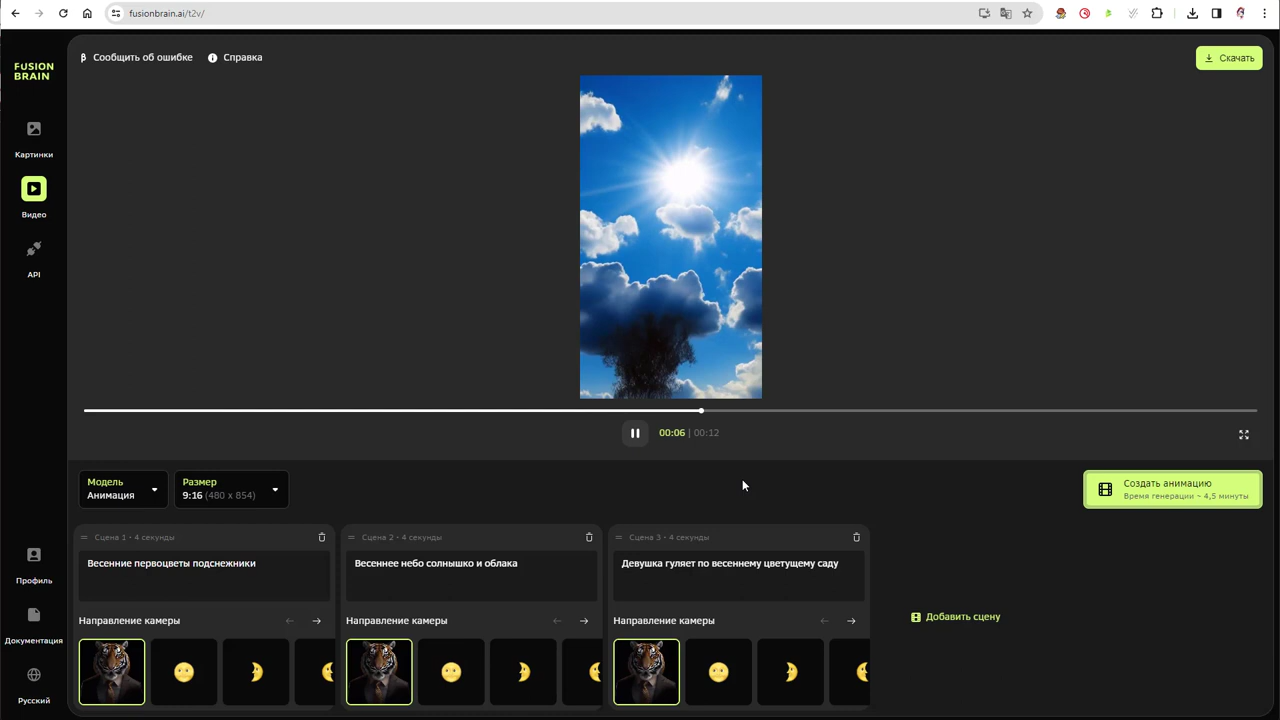 fusionbrain.ai/t2v/
FUSION
BRAIN
β Сообщить об ошибке
Справка
Скачать
Картинки
Видео
API
00:06 | 00:12
Модель
Анимация
Размер
9:16 (480 x 854)
Создать анимацию
Время генерации ~ 4,5 минуты
Сцена 1 - 4 секунды
Весенние первоцветы подснежники
Направление камеры
Сцена 2 - 4 секунды
Весеннее небо солнышко и облака
Направление камеры
Сцена 3 - 4 секунды
Девушка гуляет по весеннему цветущему саду
Направление камеры
Добавить сцену
Профиль
Документация
Русский